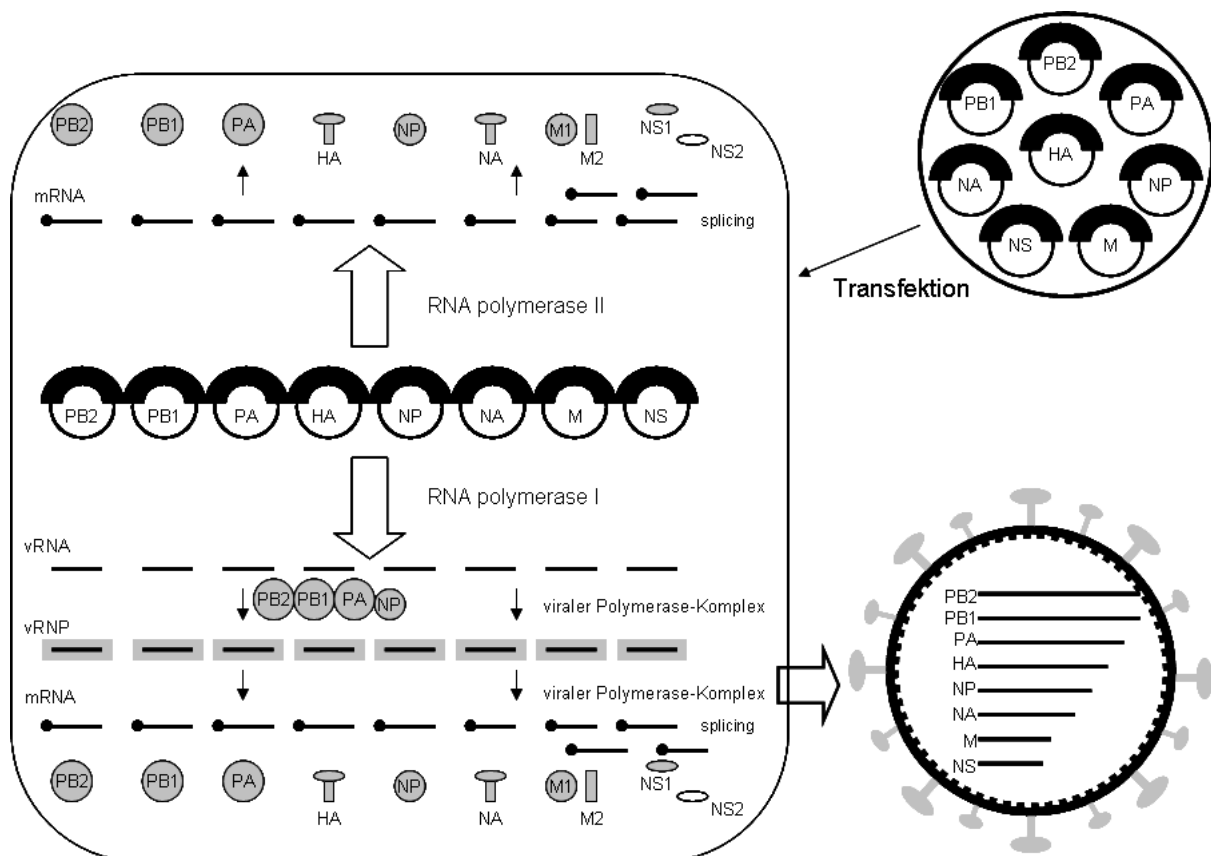 PB2
PB1
PA
HA
NA
NP
NS
M
Transfektion
PB2 PB1 PA HA NP NA M1 M2 NS1 NS2
mRNA
splicing
RNA polymerase II
PB2 PB1 PA HA NP NA M NS
RNA polymerase I
vRNA
PB2 PB1 PA NP
viraler Polymerase-Komplex
vRNP
mRNA
viraler Polymerase-Komplex
splicing
PB2 PB1 PA HA NP NA M1 M2 NS1 NS2
PB2
PB1
PA
HA
NP
NA
M
NS